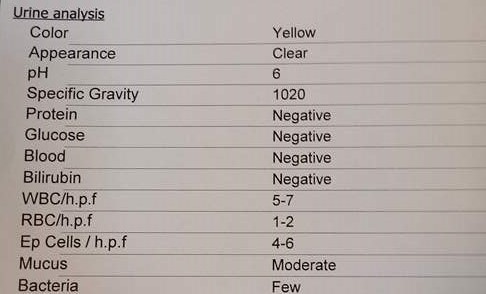 Urine analysis
Color Yellow
Appearance Clear
pH 6
Specific Gravity 1020
Protein Negative
Glucose Negative
Blood Negative
Bilirubin Negative
WBC/h.p.f 5-7
RBC/h.p.f 1-2
Ep Cells / h.p.f 4-6
Mucus Moderate
Bacteria Few